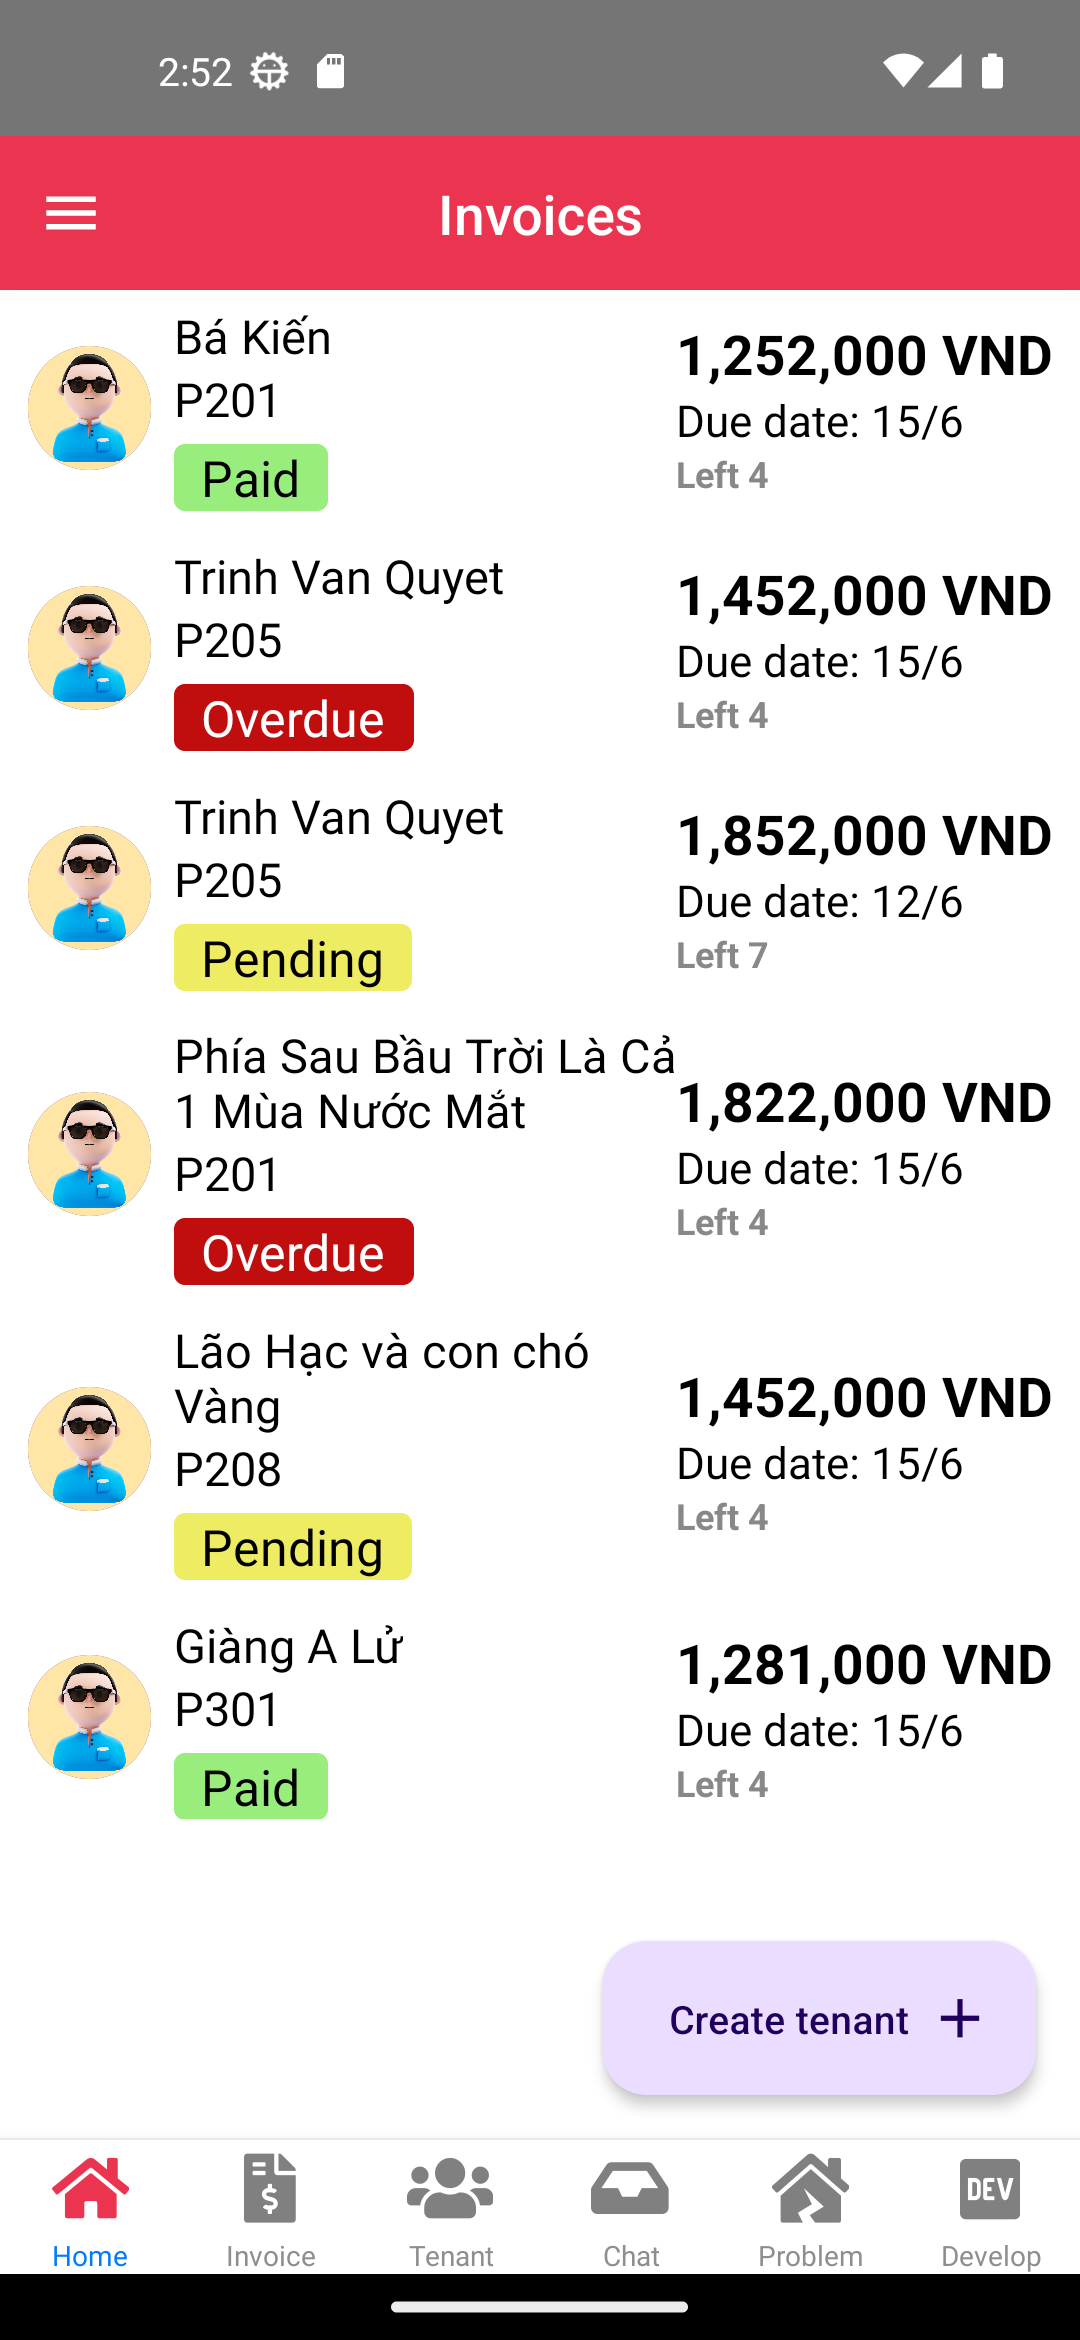 2:52
Invoices
Bá Kiến
P201
Paid
1,252,000 VND
Due date: 15/6
Left 4
Trinh Van Quyet
P205
Overdue
1,452,000 VND
Due date: 15/6
Left 4
Trinh Van Quyet
P205
Pending
1,852,000 VND
Due date: 12/6
Left 7
Phía Sau Bầu Trời Là Cả
1 Mùa Nước Mắt
P201
Overdue
1,822,000 VND
Due date: 15/6
Left 4
Lão Hạc và con chó
Vàng
P208
Pending
1,452,000 VND
Due date: 15/6
Left 4
Giàng A Lử
P301
Paid
1,281,000 VND
Due date: 15/6
Left 4
Create tenant
DEV
Home
Invoice
Tenant
Chat
Problem
Develop